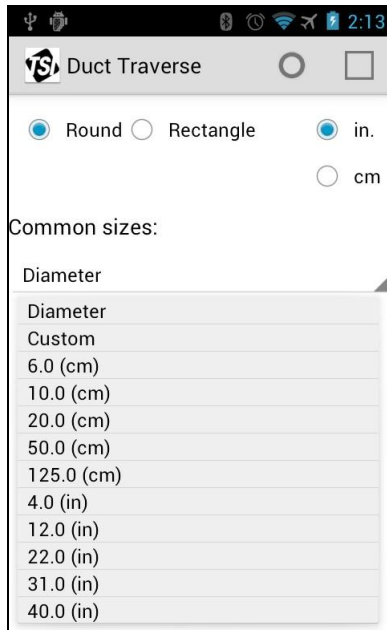 2:13
TSI Duct Traverse
Round Rectangle in.
cm
Common sizes:
Diameter
Diameter
Custom
6.0 (cm)
10.0 (cm)
20.0 (cm)
50.0 (cm)
125.0 (cm)
4.0 (in)
12.0 (in)
22.0 (in)
31.0 (in)
40.0 (in)